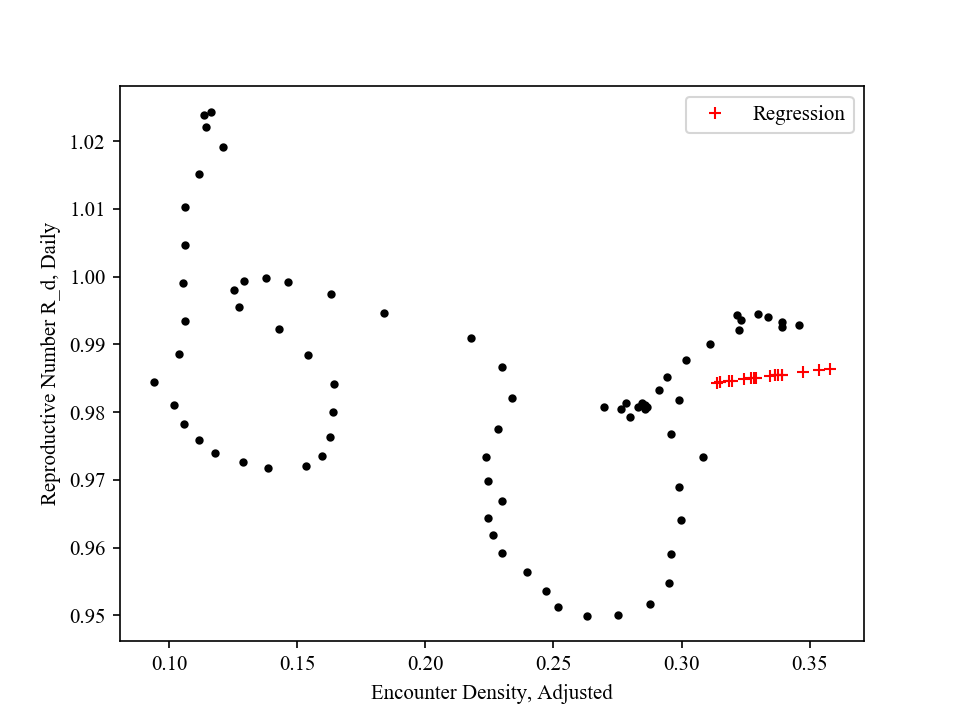 Regression
Reproductive Number R_d, Daily
1.02
1.01
1.00
0.99
0.98
0.97
0.96
0.95
0.10 0.15 0.20 0.25 0.30 0.35
Encounter Density, Adjusted